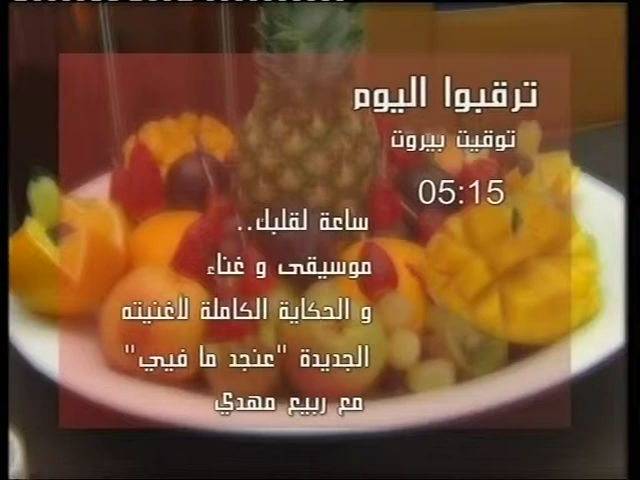 ترقبوا اليوم
توقيت بيروت
05:15
ساعة لقلبك..
موسيقى و غناء
و الحكاية الكاملة لأغنيته
الجديدة "عنجد ما فيي"
مع ربيع مهدي